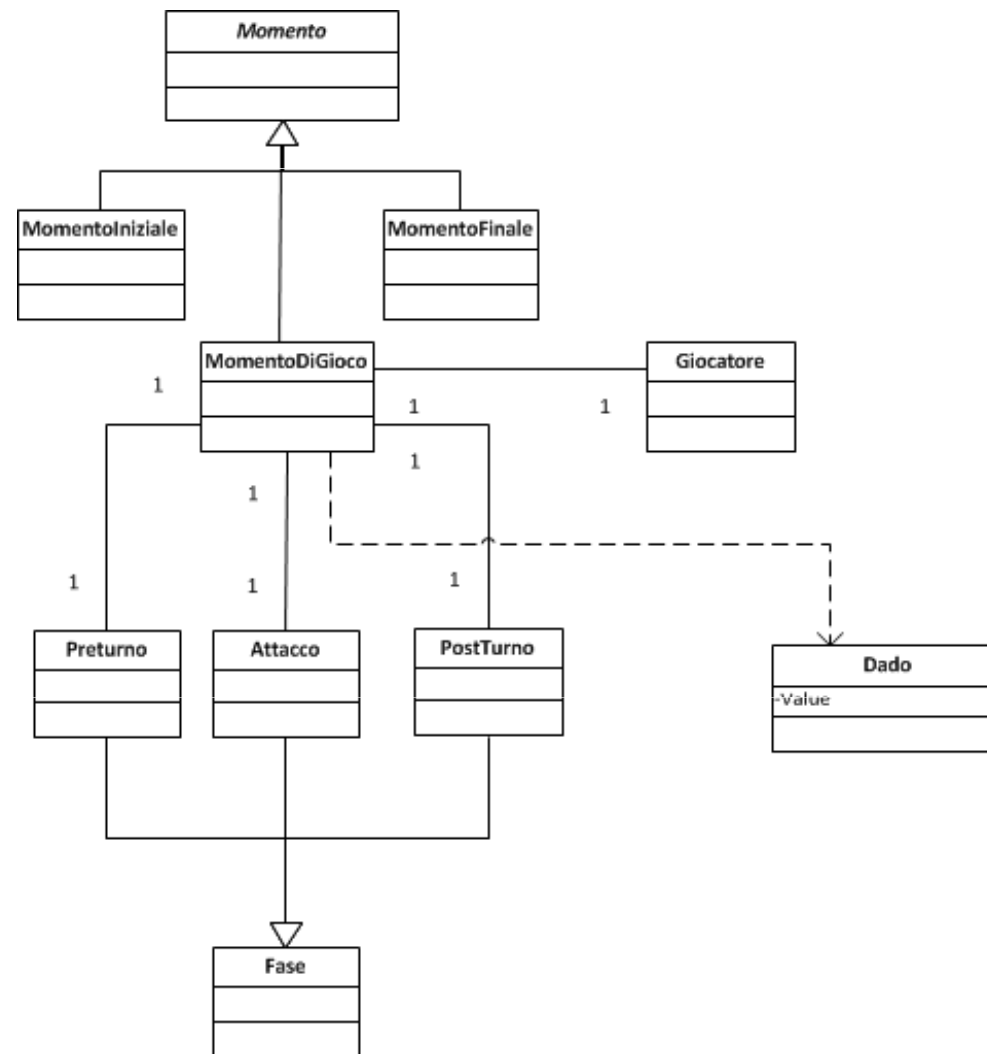 Momento
MomentoIniziale
MomentoFinale
MomentoDiGioco
Giocatore
1
1
1
1
1
1
1
1
Preturno
Attacco
PostTurno
Dado
-Value
Fase